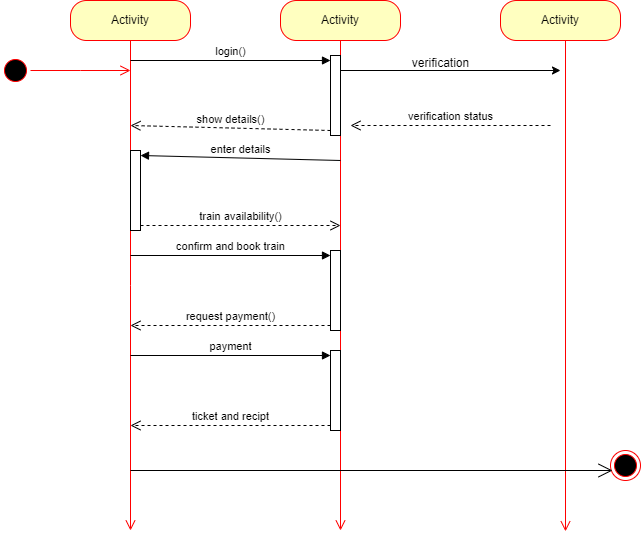 Activity
Activity
Activity
login()
verification
show details()
verification status
enter details
train availability()
confirm and book train
request payment()
payment
ticket and recipt